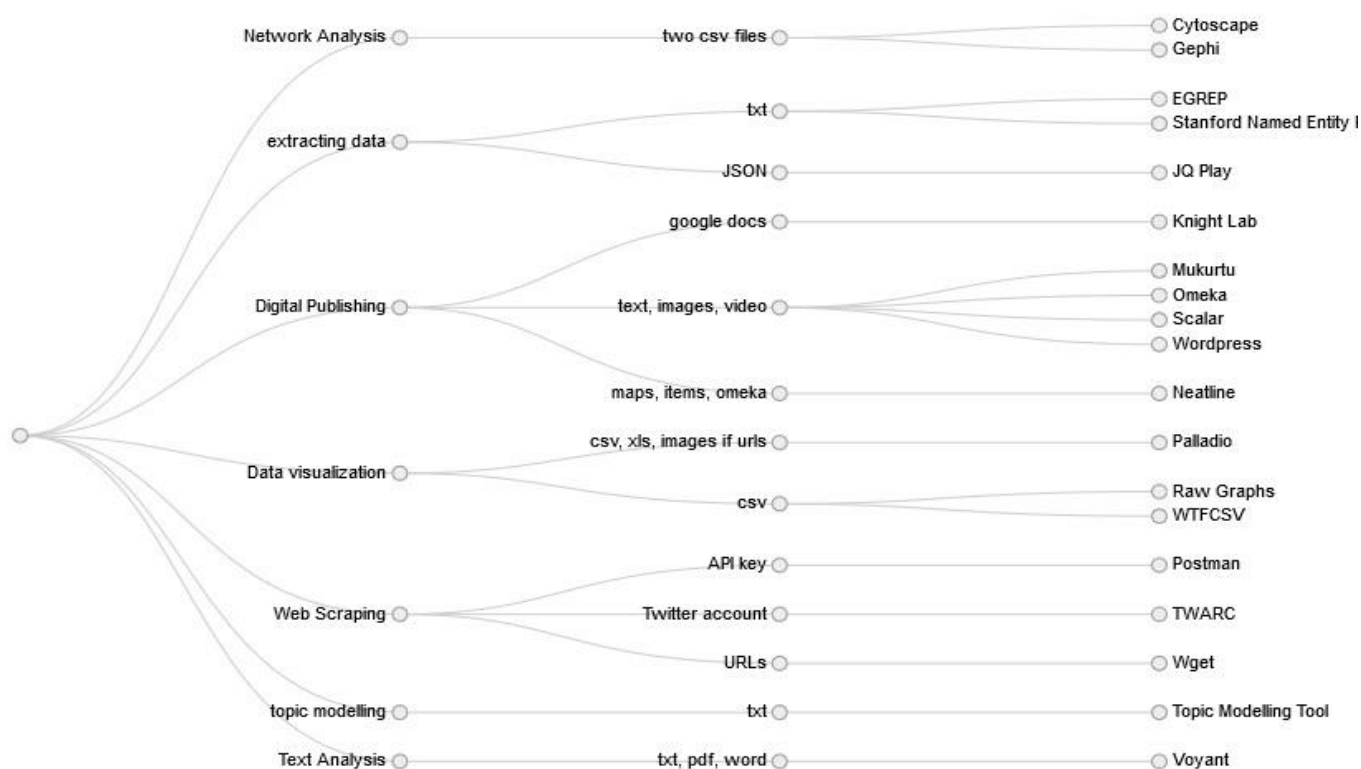 Network Analysis
two csv files
Cytoscape
Gephi
extracting data
txt
EGREP
Stanford Named Entity
JSON
JQ Play
Digital Publishing
google docs
Knight Lab
text, images, video
Mukurtu
Omeka
Scalar
Wordpress
maps, items, omeka
Neatline
Data visualization
csv, xls, images if urls
Palladio
csv
Raw Graphs
WTFCSV
Web Scraping
API key
Postman
Twitter account
TWARC
URLs
Wget
topic modelling
txt
Topic Modelling Tool
Text Analysis
txt, pdf, word
Voyant